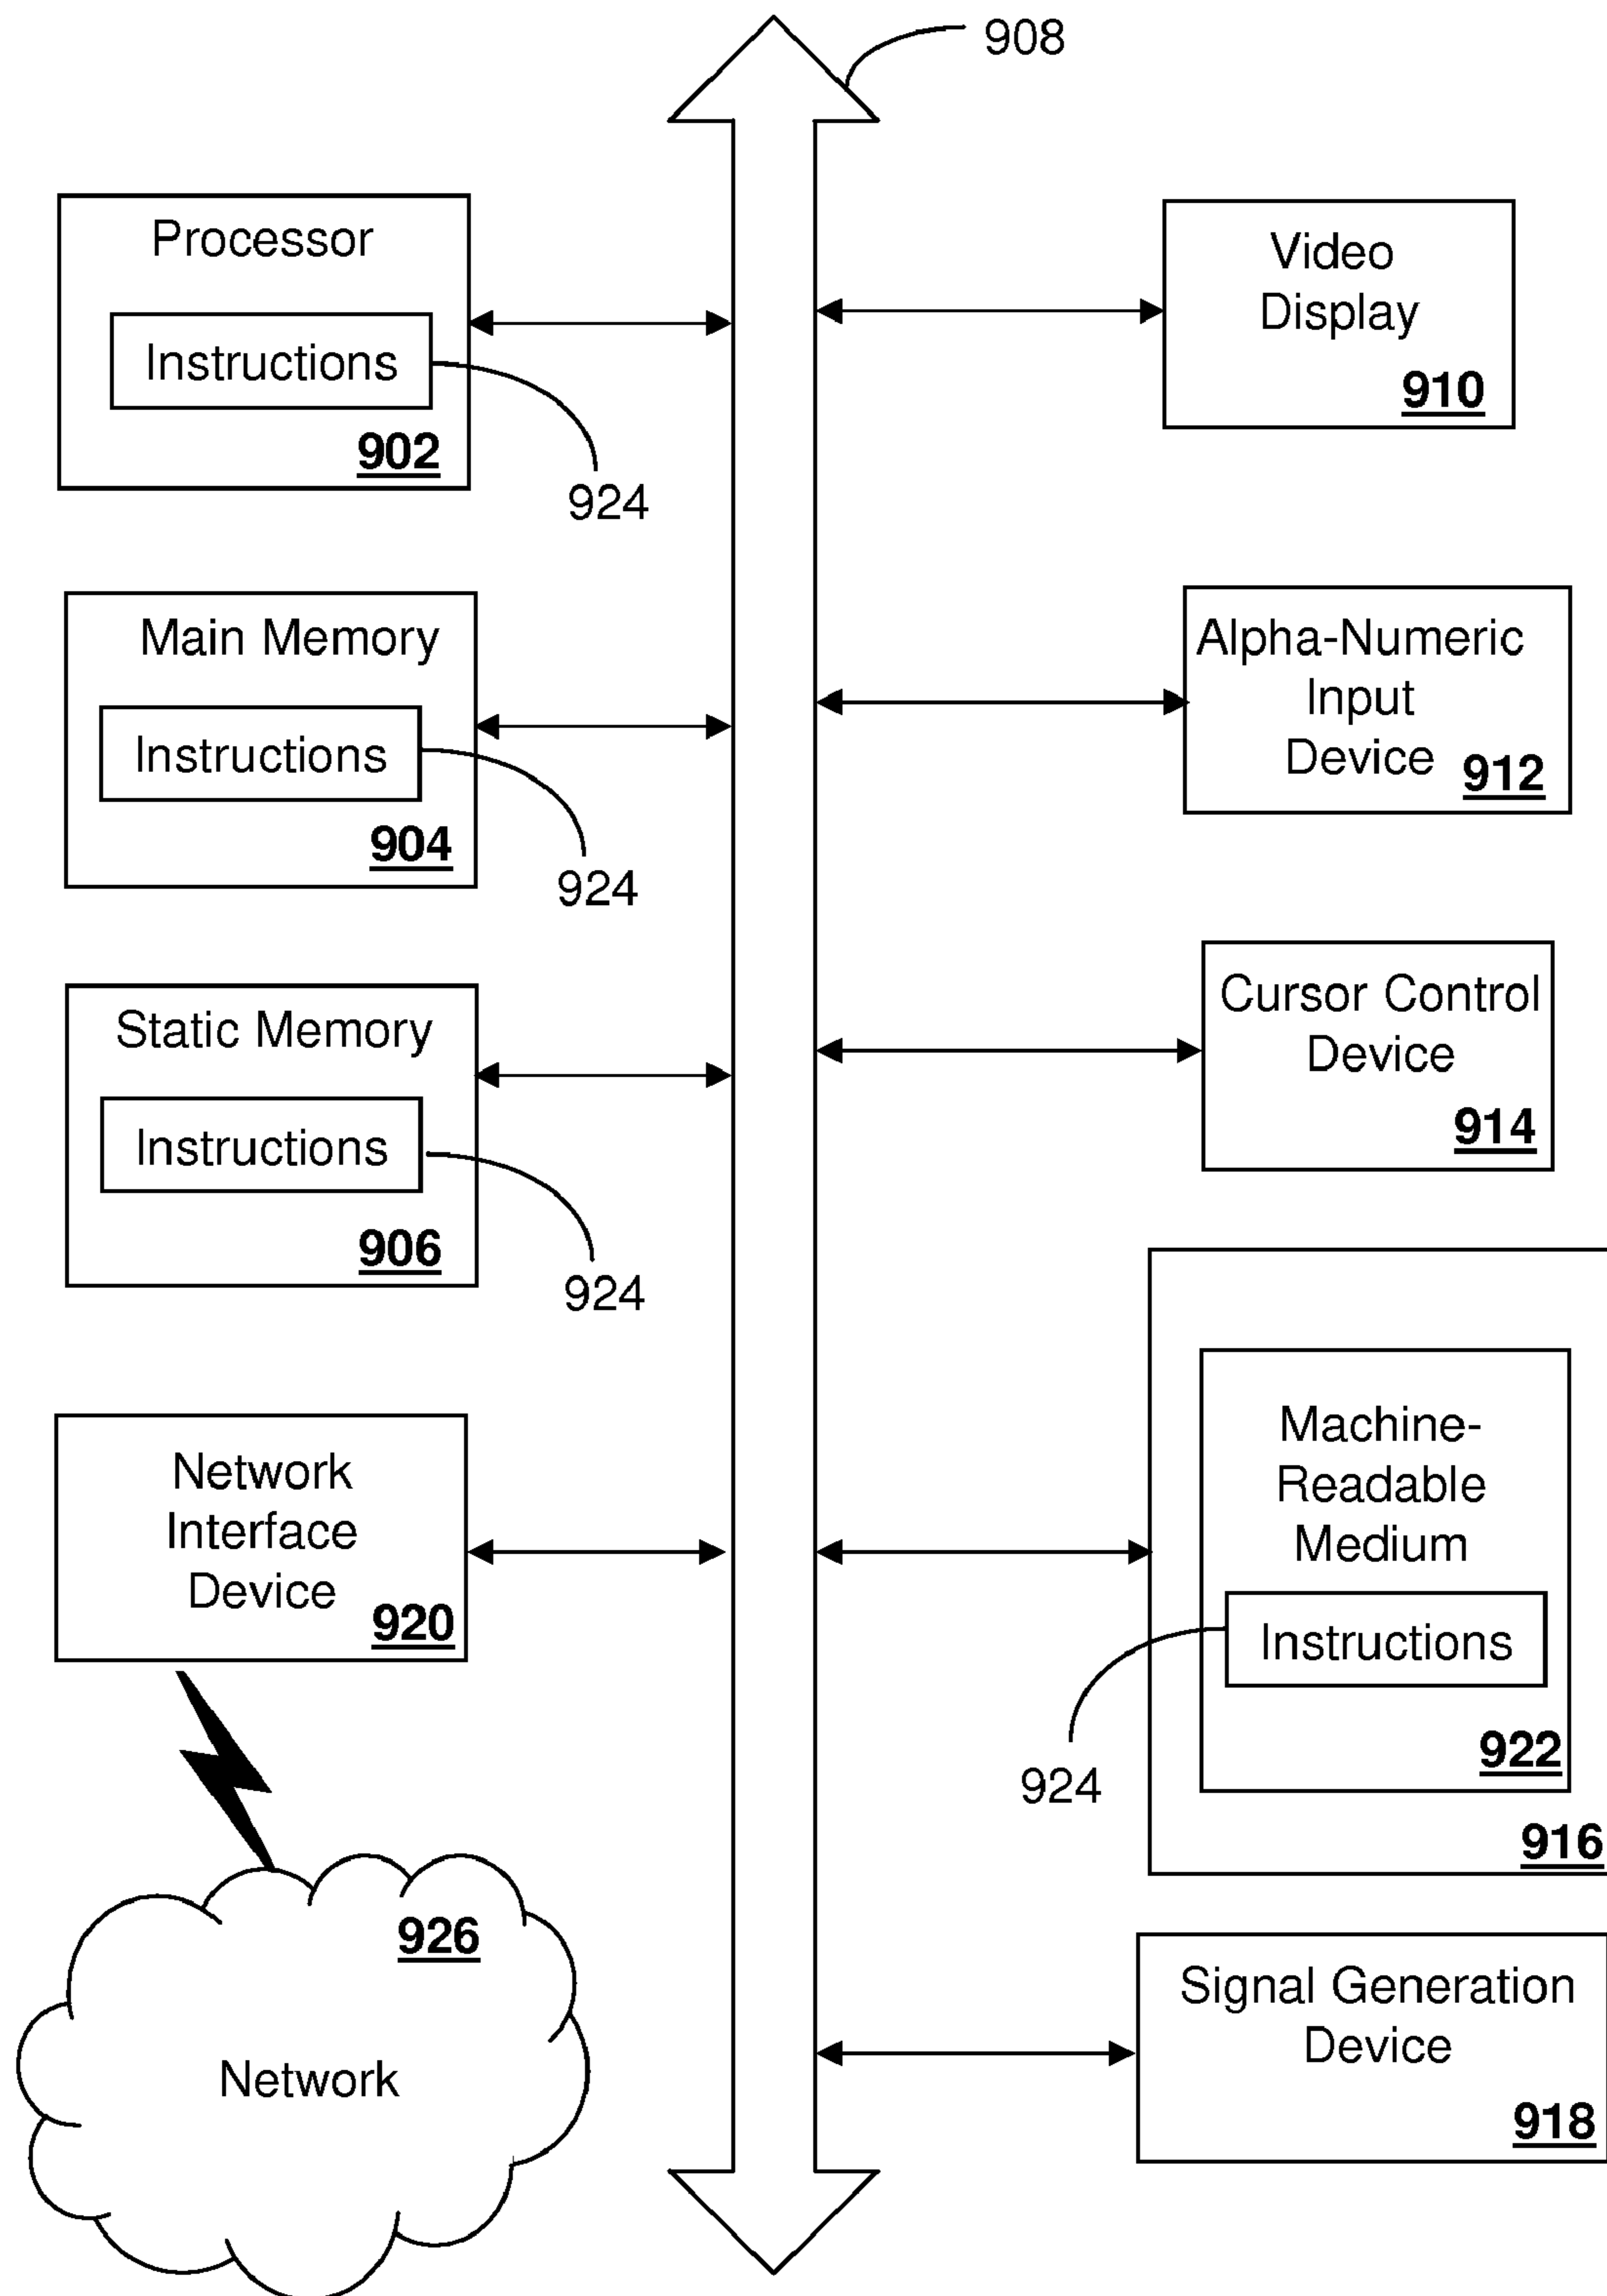 908
Processor
Instructions
902
924
Main Memory
Instructions
904
924
Static Memory
Instructions
906
924
Network
Interface
Device
920
926
Network
Video
Display
910
Alpha-Numeric
Input
Device
912
Cursor Control
Device
914
Machine-
Readable
Medium
Instructions
922
924
916
Signal Generation
Device
918